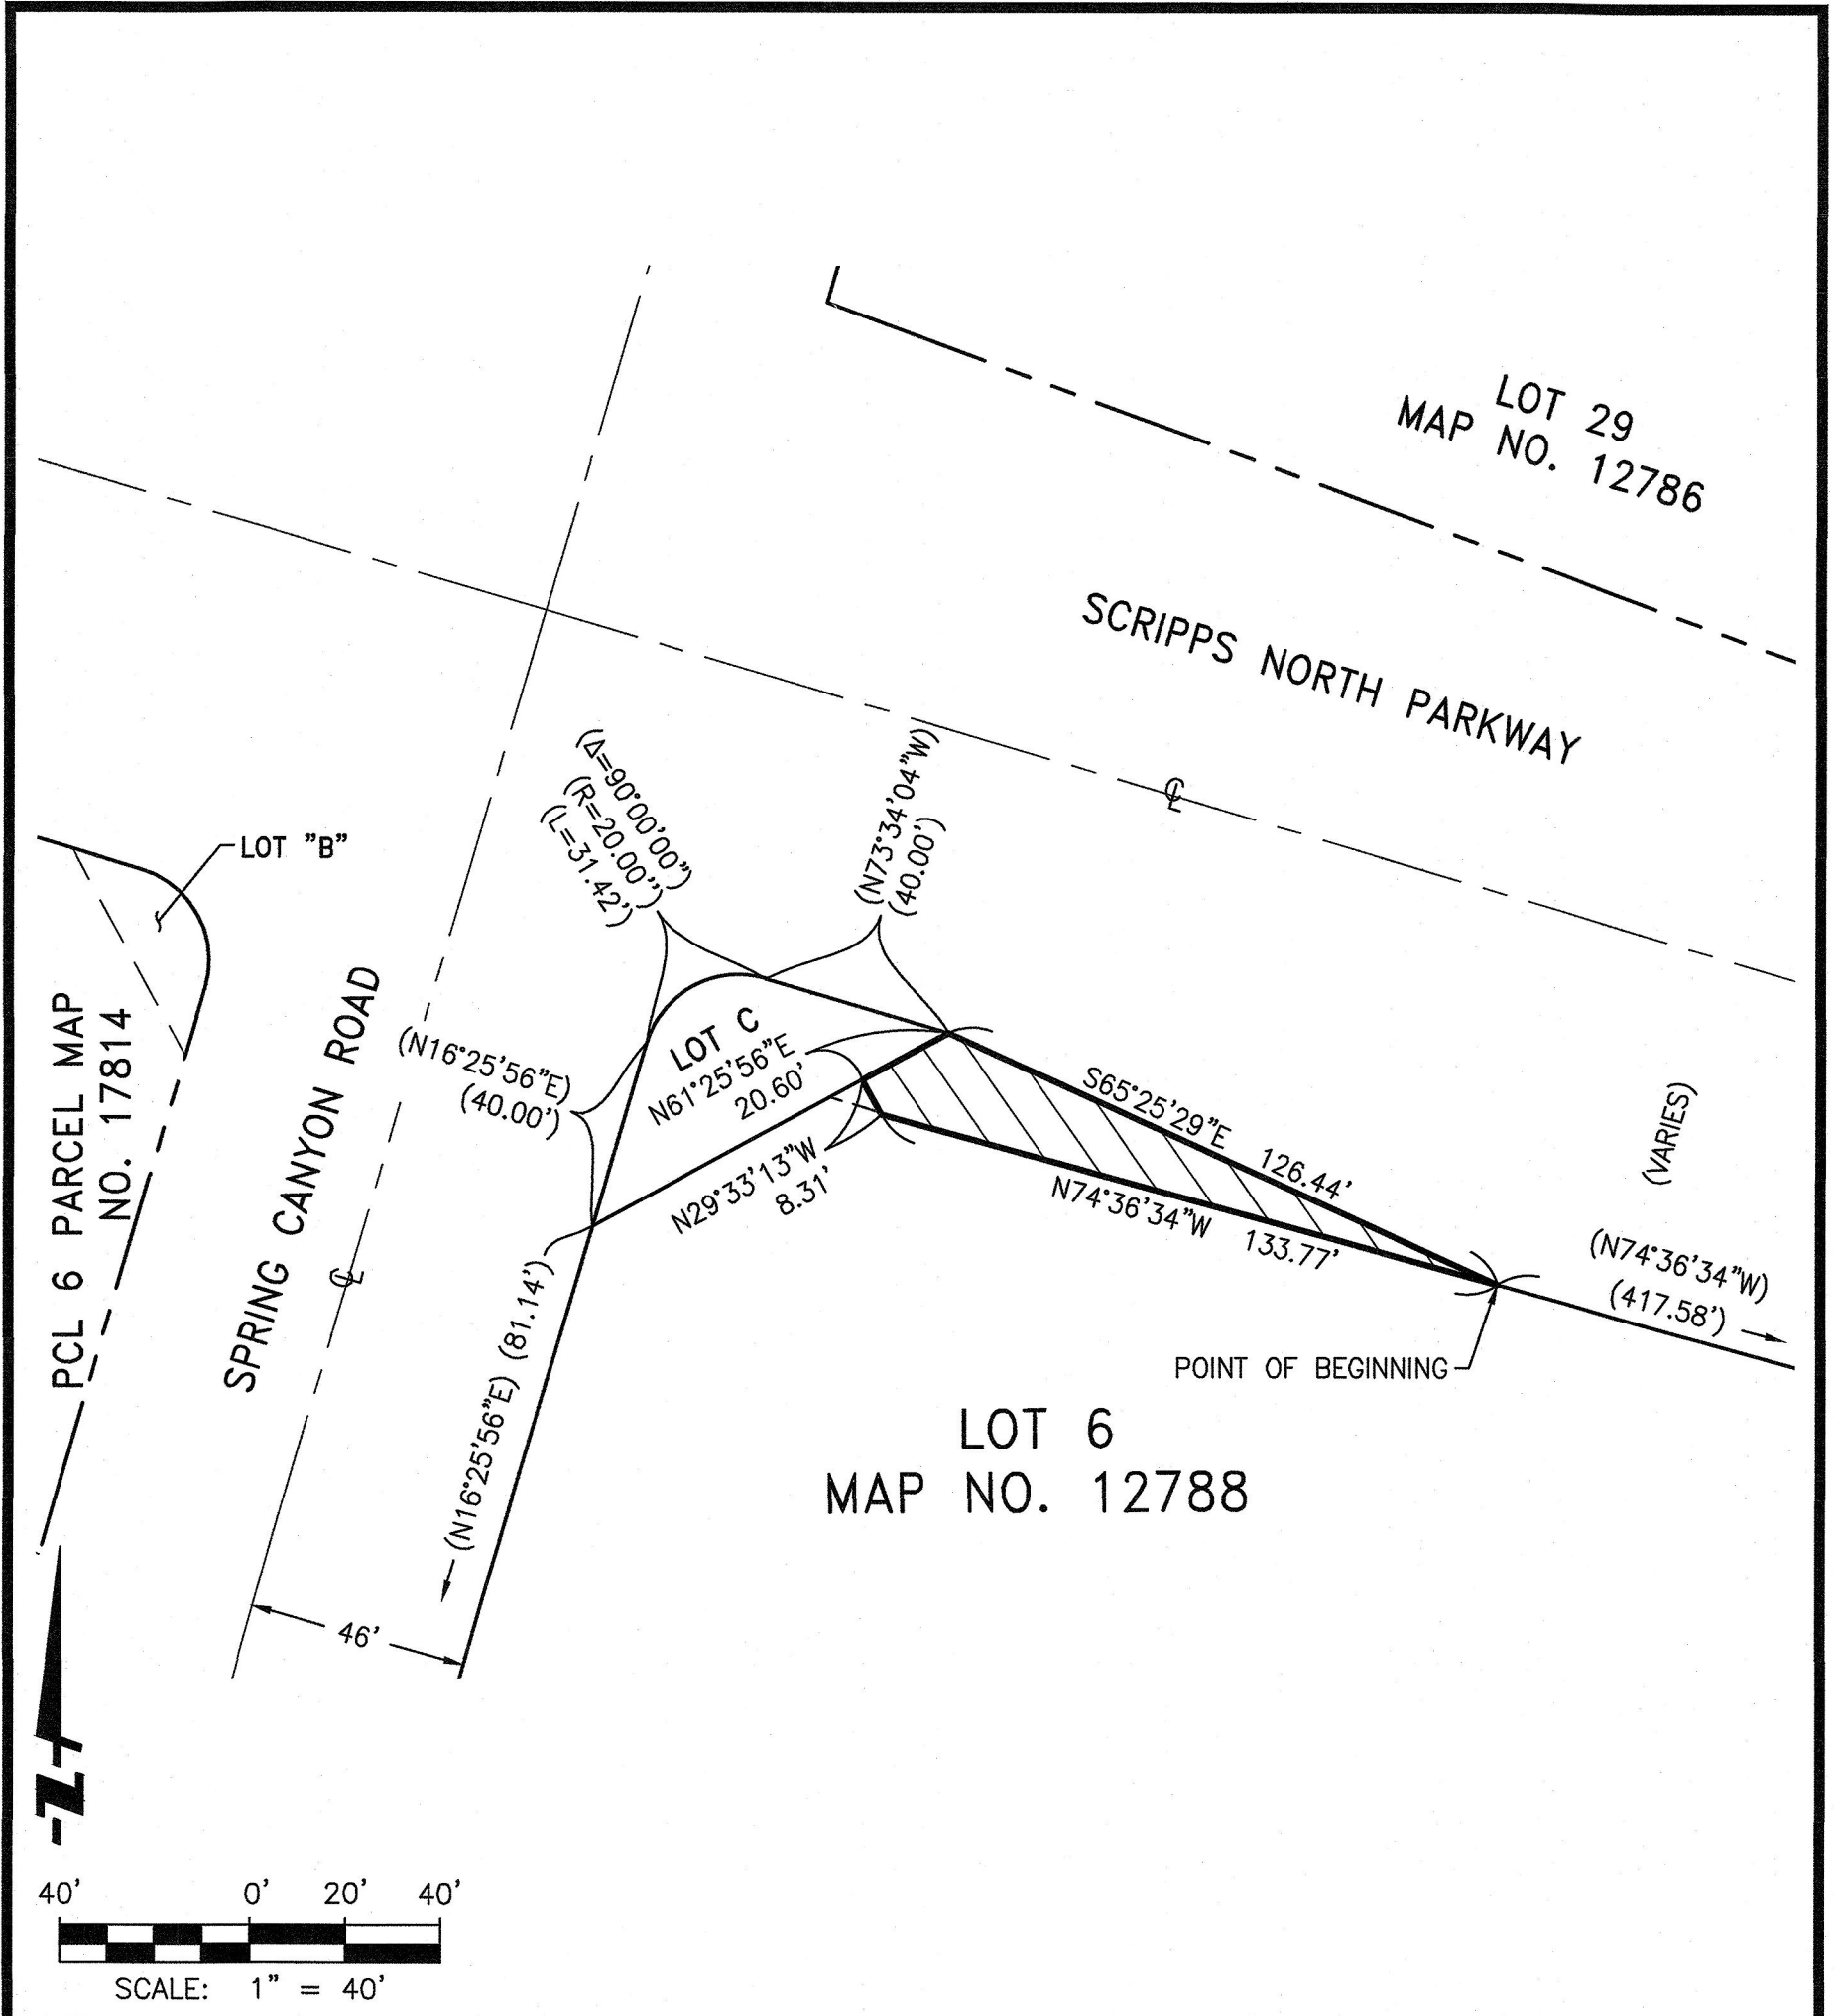 LOT 29
MAP NO. 12786
SCRIPPS NORTH PARKWAY
℄
(Δ=90°00'00")
(R=20.00'')
(L=31.42')
(N73°34'04"W)
(40.00')
LOT "B"
PCL 6 PARCEL MAP
NO. 17814
SPRING CANYON ROAD
℄
(N16°25'56"E)
(40.00')
LOT C
N61°25'56"E
20.60'
S65°25'29"E 126.44'
(VARIES)
N29°33'13"W
8.31'
N74°36'34"W 133.77'
(N74°36'34"W)
(417.58')
POINT OF BEGINNING
(N16°25'56"E) (81.14')
LOT 6
MAP NO. 12788
46'
N
40' 0' 20' 40'
SCALE: 1" = 40'